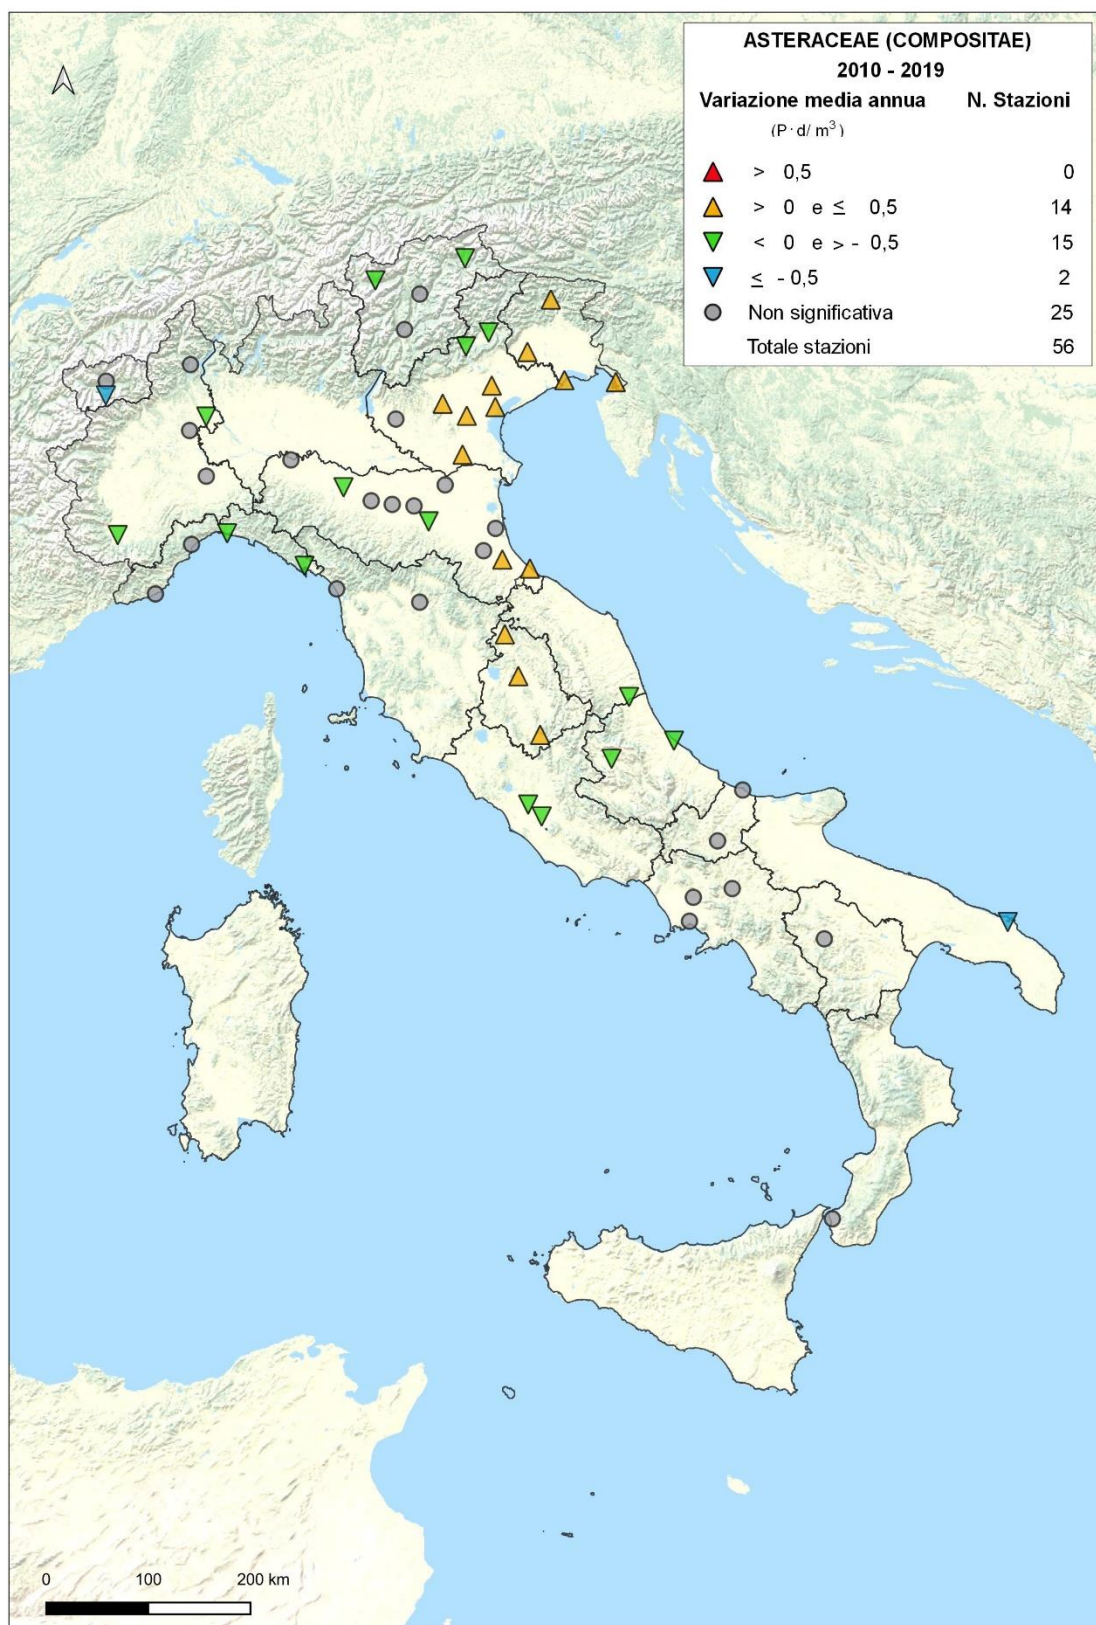 ASTERACEAE (COMPOSITAE)
2010 - 2019
Variazione media annua N. Stazioni
(P · d/ m³)
> 0,5 0
> 0 e ≤ 0,5 14
< 0 e > - 0,5 15
≤ - 0,5 2
Non significativa 25
Totale stazioni 56
0 100 200 km